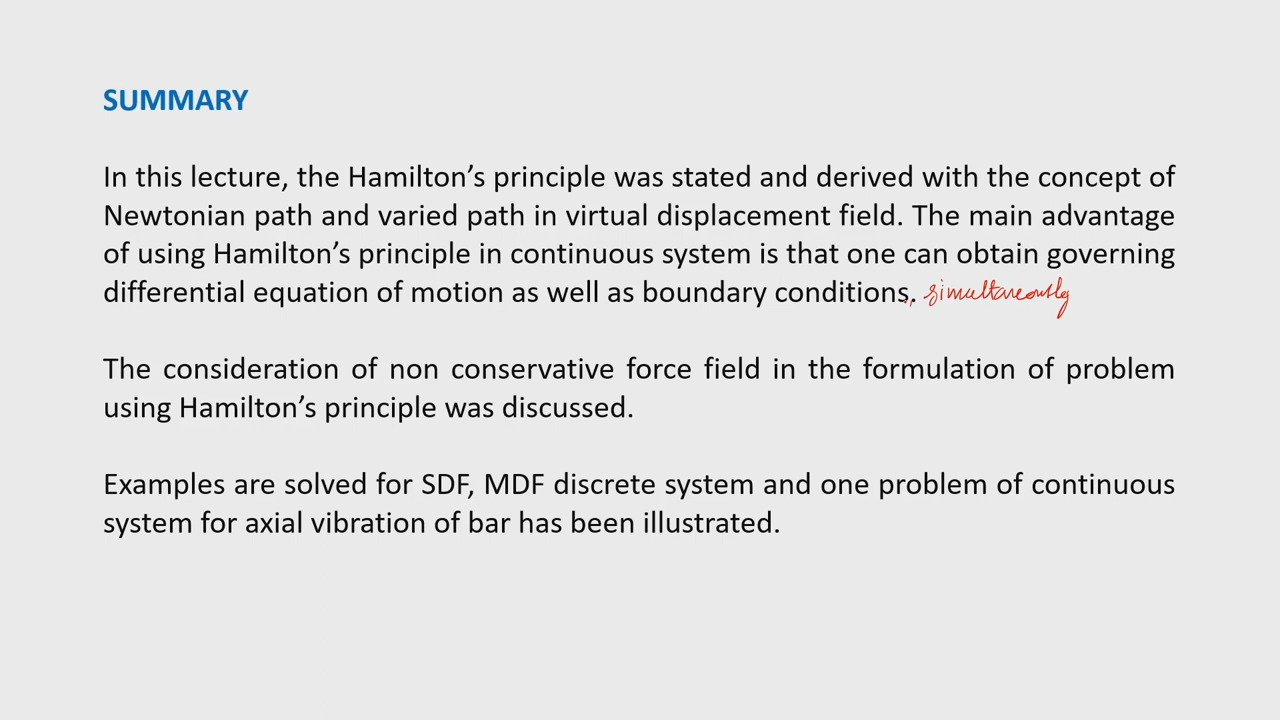 SUMMARY
In this lecture, the Hamilton’s principle was stated and derived with the concept of
Newtonian path and varied path in virtual displacement field. The main advantage
of using Hamilton’s principle in continuous system is that one can obtain governing
differential equation of motion as well as boundary conditions. simultaneously
The consideration of non conservative force field in the formulation of problem
using Hamilton’s principle was discussed.
Examples are solved for SDF, MDF discrete system and one problem of continuous
system for axial vibration of bar has been illustrated.